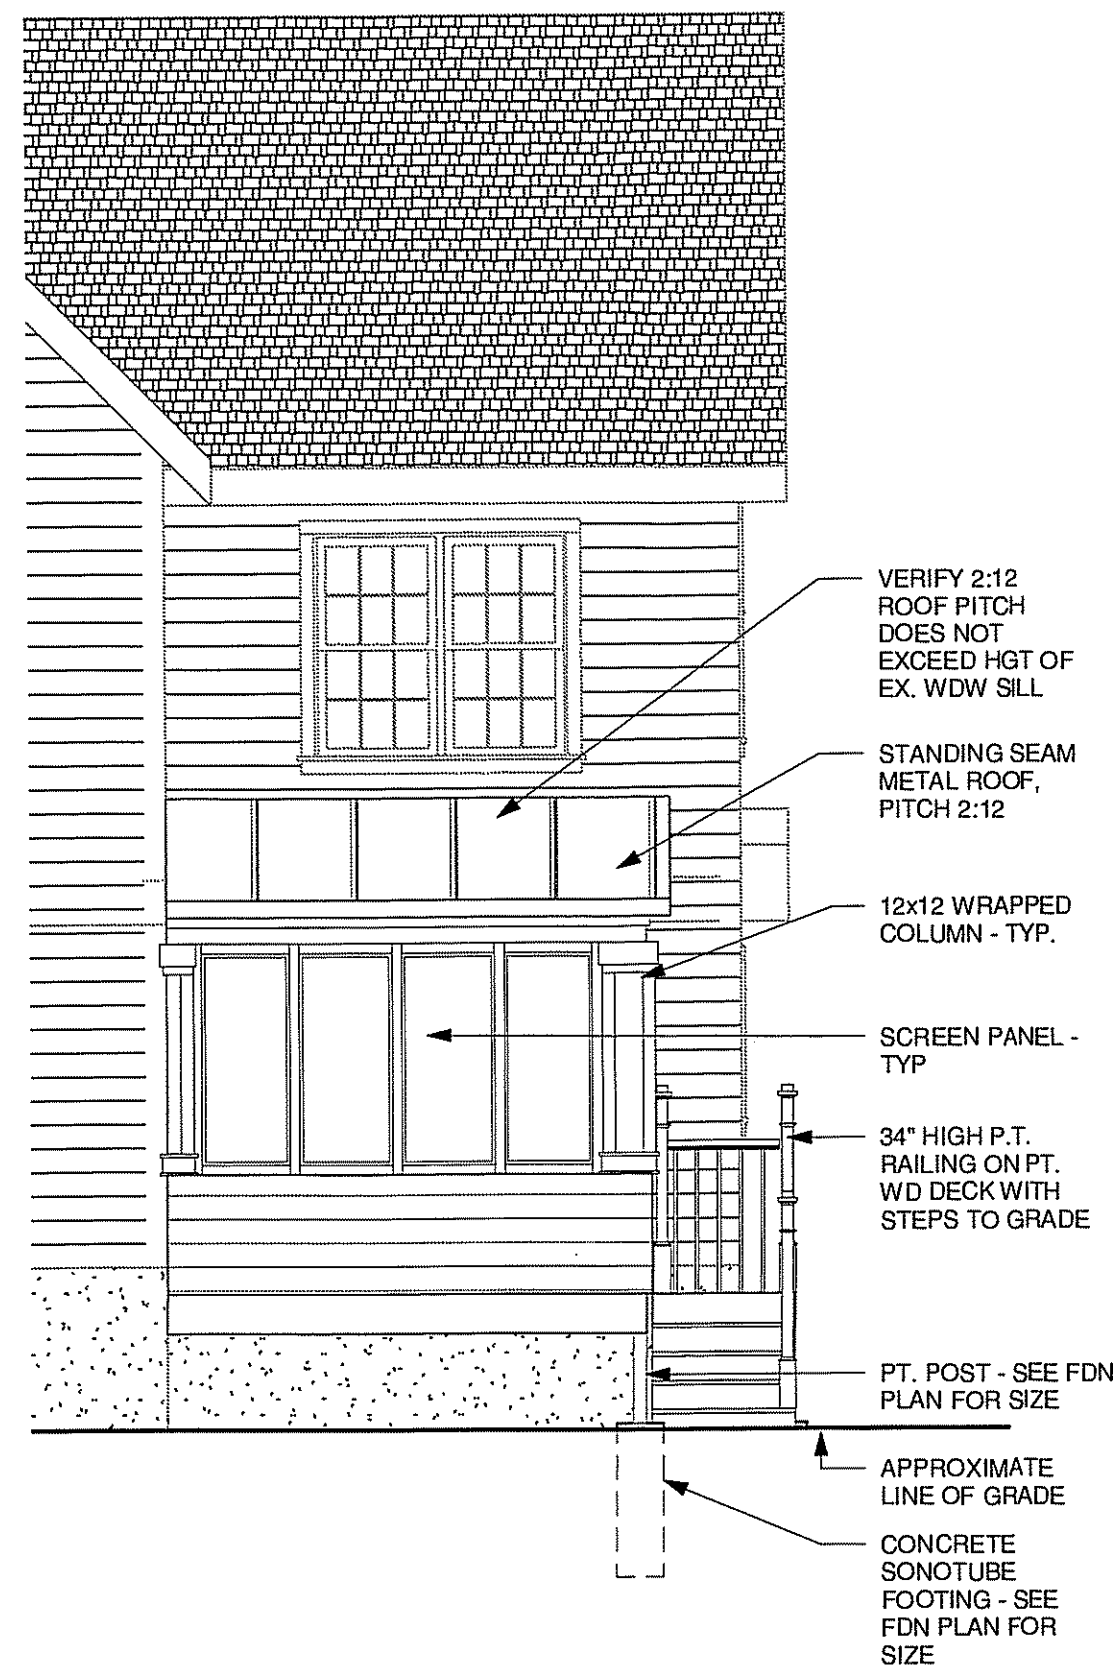 VERIFY 2:12
ROOF PITCH
DOES NOT
EXCEED HGT OF
EX. WDW SILL
STANDING SEAM
METAL ROOF,
PITCH 2:12
12x12 WRAPPED
COLUMN - TYP.
SCREEN PANEL -
TYP
34" HIGH P.T.
RAILING ON PT.
WD DECK WITH
STEPS TO GRADE
PT. POST - SEE FDN
PLAN FOR SIZE
APPROXIMATE
LINE OF GRADE
CONCRETE
SONOTUBE
FOOTING - SEE
FDN PLAN FOR
SIZE